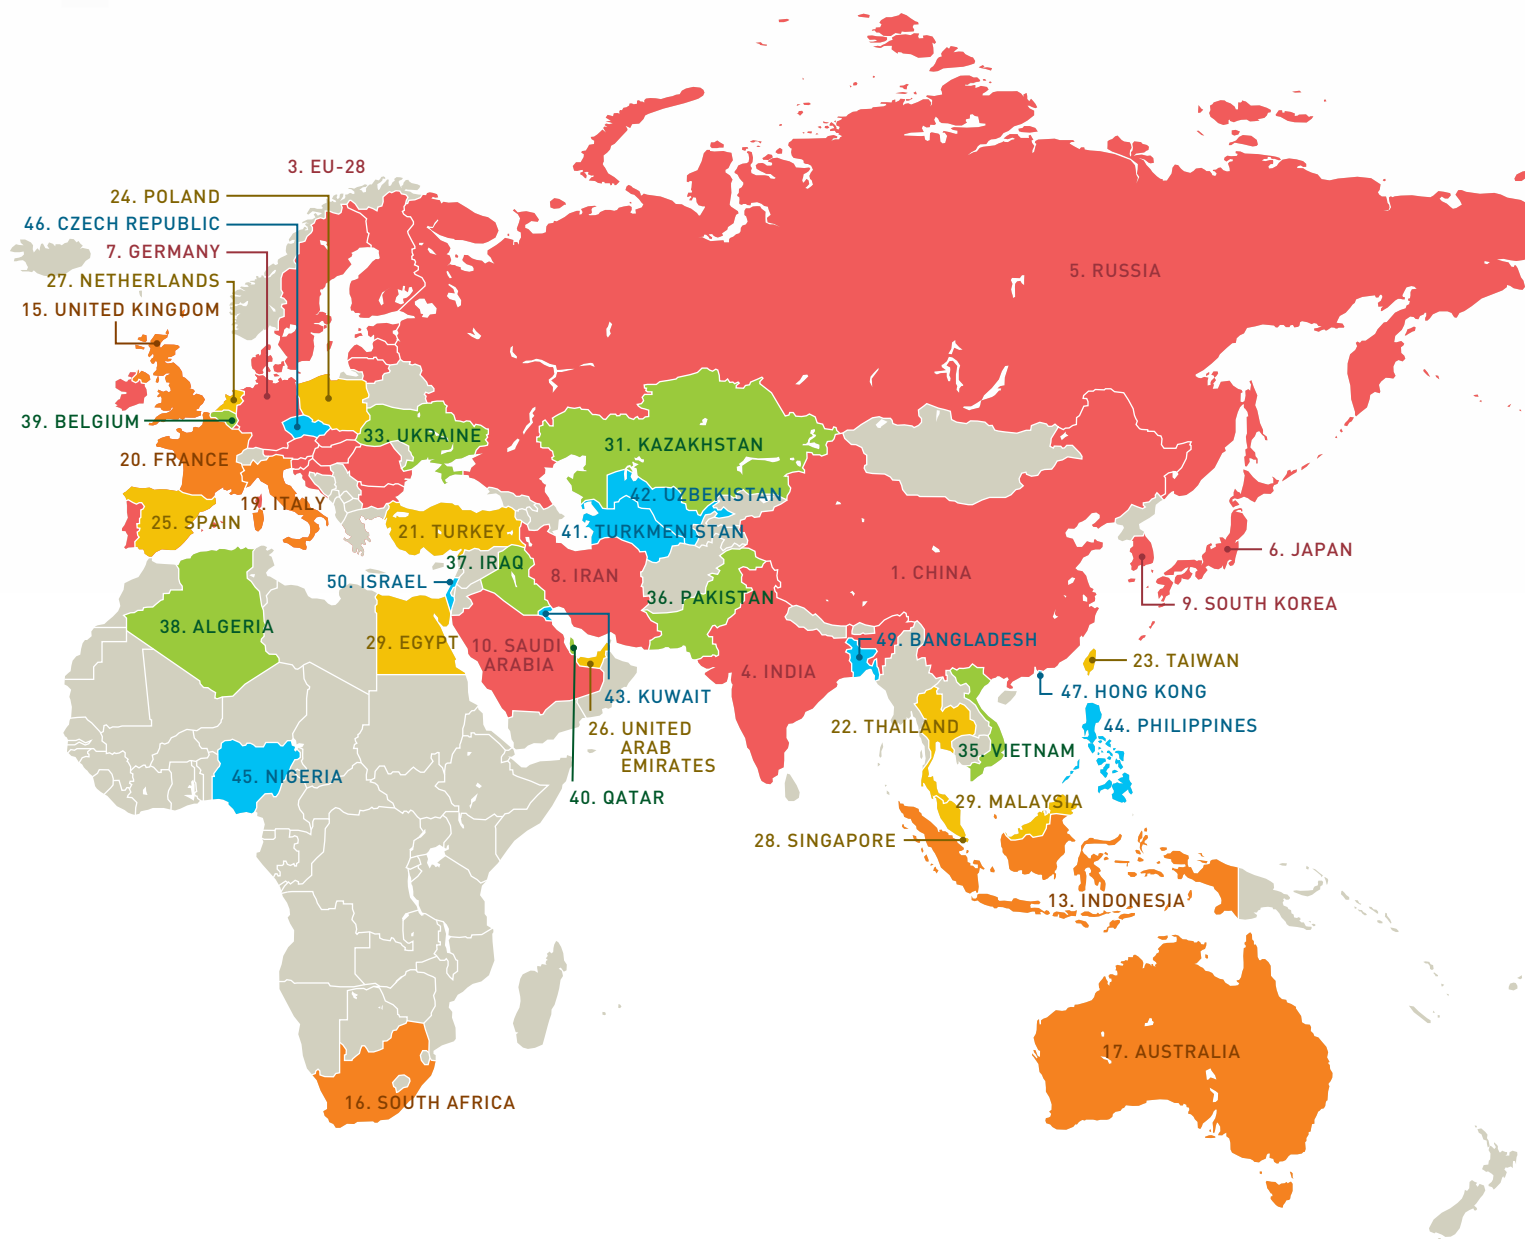 3. EU-28
24. POLAND
46. CZECH REPUBLIC
7. GERMANY
27. NETHERLANDS
15. UNITED KINGDOM
5. RUSSIA
39. BELGIUM
33. UKRAINE
31. KAZAKHSTAN
20. FRANCE
42. UZBEKISTAN
19. ITALY
25. SPAIN
21. TURKEY
41. TURKMENISTAN
6. JAPAN
37. IRAQ
50. ISRAEL
8. IRAN
1. CHINA
36. PAKISTAN
9. SOUTH KOREA
38. ALGERIA
29. EGYPT
10. SAUDI
ARABIA
49. BANGLADESH
23. TAIWAN
4. INDIA
43. KUWAIT
47. HONG KONG
26. UNITED
ARAB
EMIRATES
22. THAILAND
44. PHILIPPINES
35. VIETNAM
45. NIGERIA
40. QATAR
29. MALAYSIA
28. SINGAPORE
13. INDONESIA
17. AUSTRALIA
16. SOUTH AFRICA